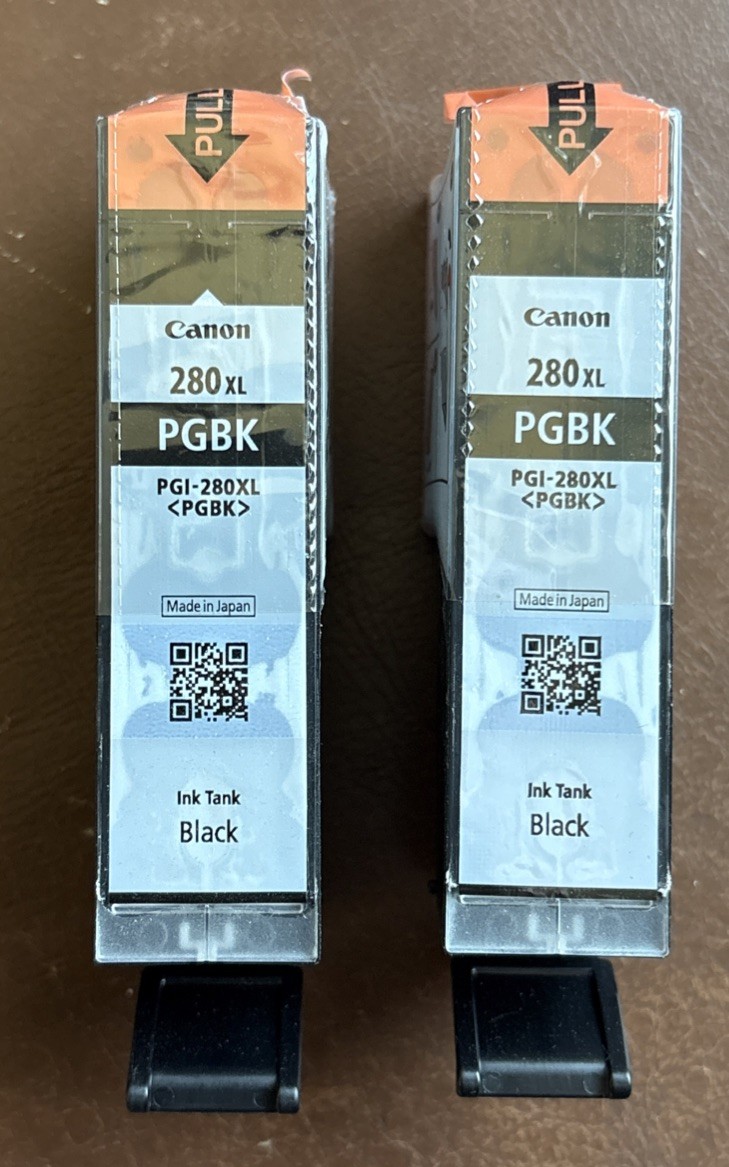 PULL
Canon
280XL
PGBK
PGI-280XL
<PGBK>
Made in Japan
Ink Tank
Black
PULL
Canon
280XL
PGBK
PGI-280XL
<PGBK>
Made in Japan
Ink Tank
Black